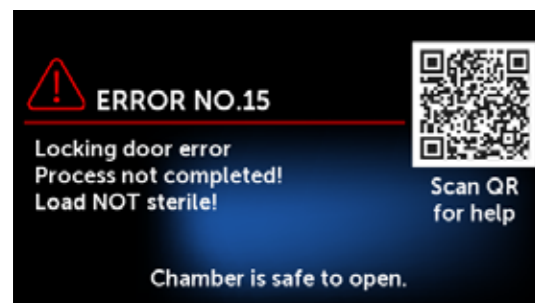 ERROR NO.15
Locking door error
Process not completed!
Load NOT sterile!
Scan QR
for help
Chamber is safe to open.